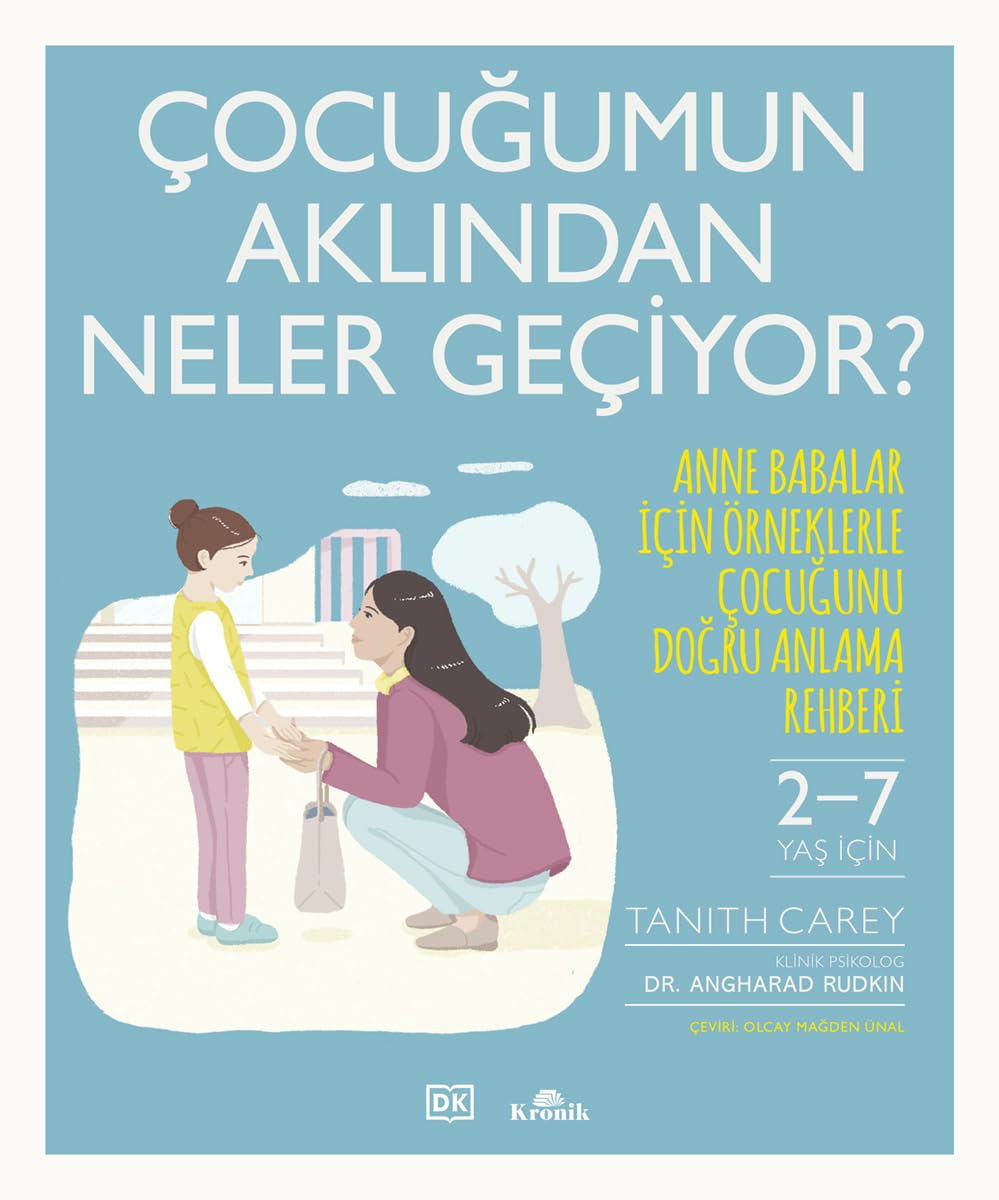 ÇOCUĞUMUN
AKLINDAN
NELER GEÇİYOR?
ANNE BABALAR
İÇİN ÖRNEKLERLE
ÇOCUĞUNU
DOĞRU ANLAMA
REHBERİ
2–7
YAŞ İÇİN
TANITH CAREY
KLİNİK PSİKOLOG
DR. ANGHARAD RUDKIN
ÇEVİRİ: OLCAY MAĞDEN ÜNAL
DK
Kronik